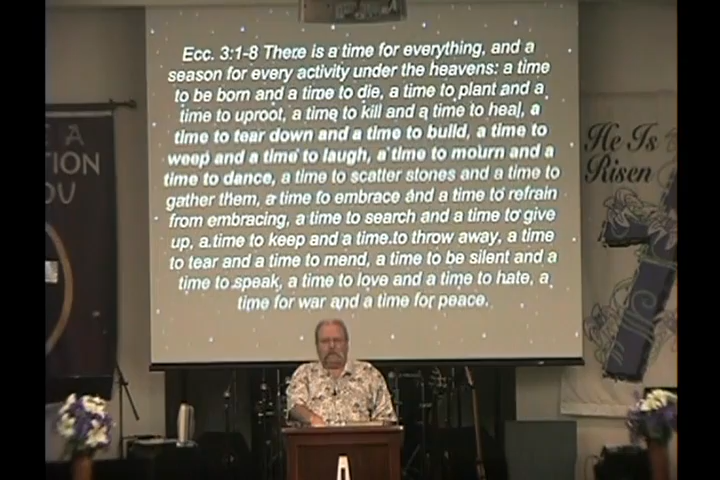 Ecc. 3:1-8 There is a time for everything, and a
season for every activity under the heavens: a time
to be born and a time to die, a time to plant and a
time to uproot, a time to kill and a time to heal, a
time to tear down and a time to build, a time to
weep and a time to laugh, a time to mourn and a
time to dance, a time to scatter stones and a time to
gather them, a time to embrace and a time to refrain
from embracing, a time to search and a time to give
up, a time to keep and a time to throw away, a time
to tear and a time to mend, a time to be silent and a
time to speak, a time to love and a time to hate, a
time for war and a time for peace.
He Is
Risen